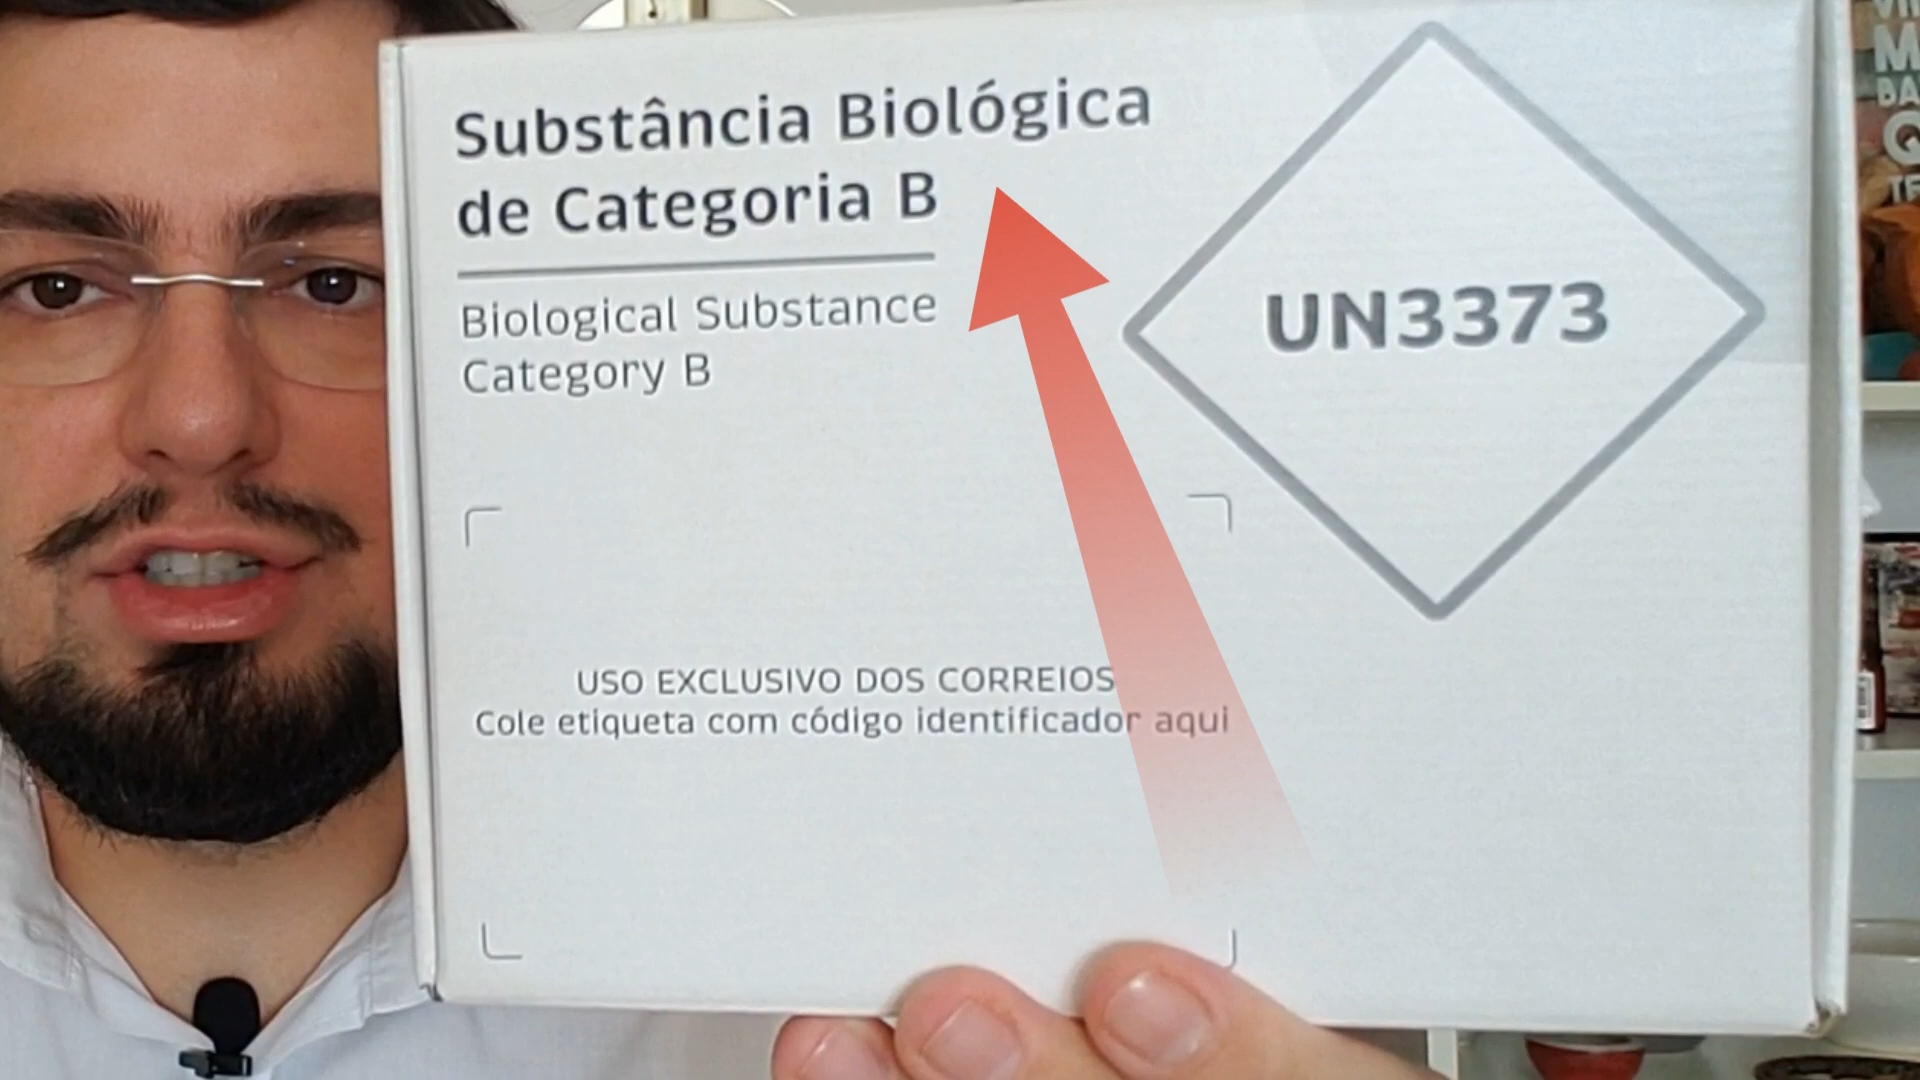 Substância Biológica
de Categoria B
Biological Substance
Category B
UN3373
USO EXCLUSIVO DOS CORREIOS
Cole etiqueta com código identificador aqui